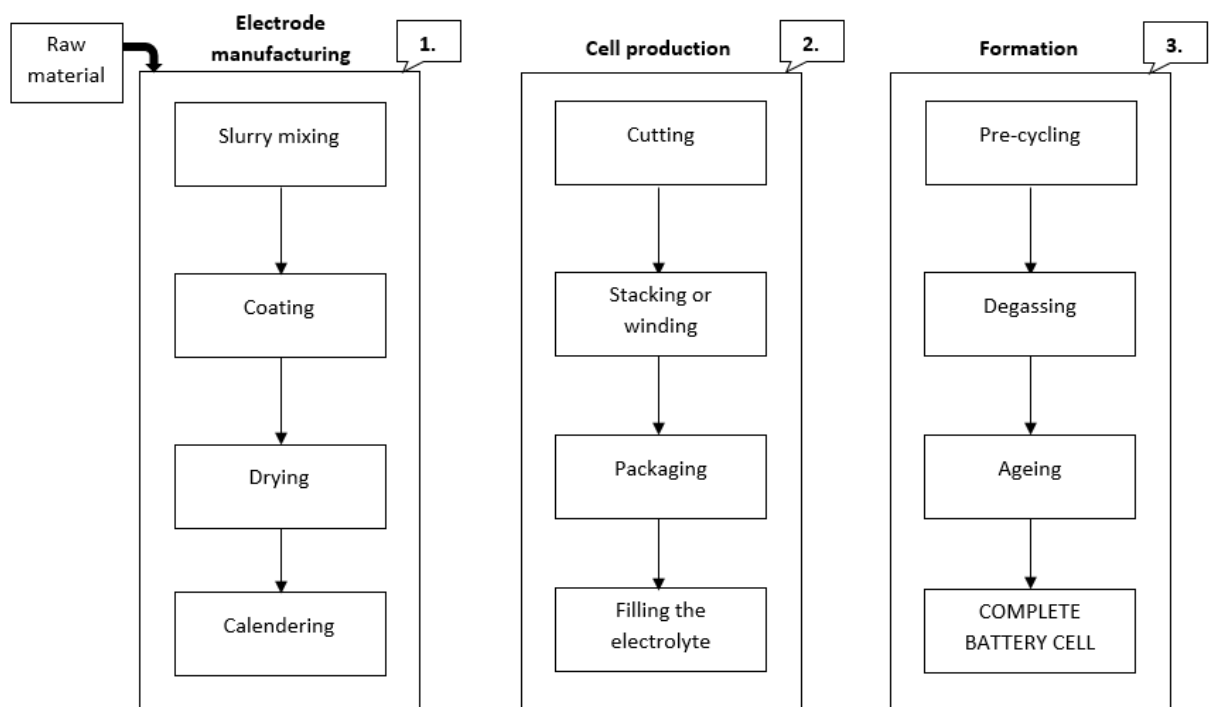 Raw
material
Electrode
manufacturing
1.
Slurry mixing
Coating
Drying
Calendering
Cell production
2.
Cutting
Stacking or
winding
Packaging
Filling the
electrolyte
Formation
3.
Pre-cycling
Degassing
Ageing
COMPLETE
BATTERY CELL